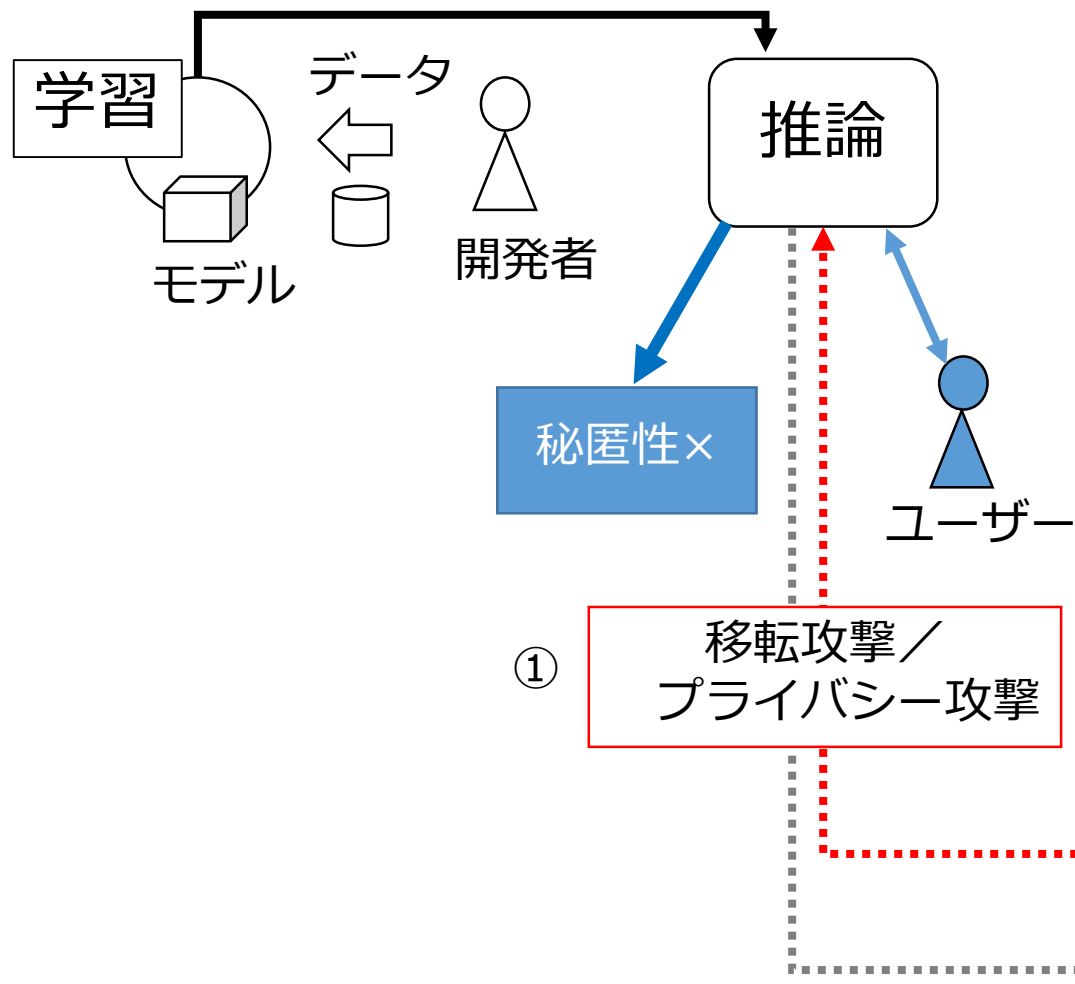 学習
データ
推論
モデル
開発者
秘匿性×
ユーザー
①
移転攻撃／
プライバシー攻撃